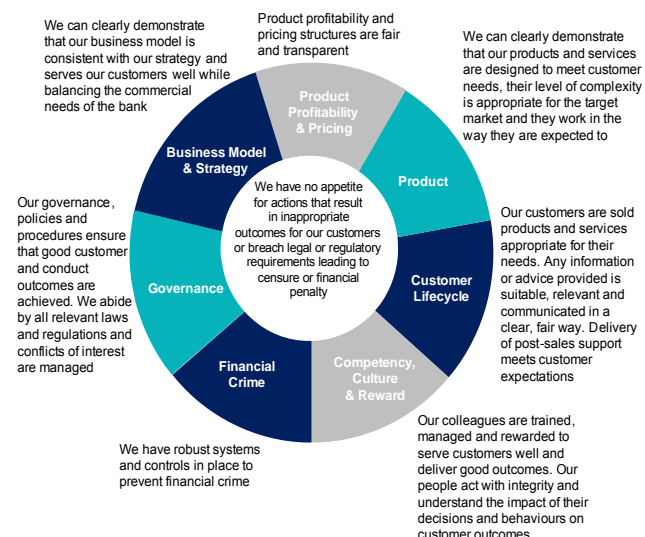 Product profitability and
pricing structures are fair
and transparent
We can clearly demonstrate
that our business model is
consistent with our strategy and
serves our customers well while
balancing the commercial
needs of the bank
We can clearly demonstrate
that our products and services
are designed to meet customer
needs, their level of complexity
is appropriate for the target
market and they work in the
way they are expected to
Product
Profitability
& Pricing
Business Model
& Strategy
Product
We have no appetite
for actions that result
in inappropriate
outcomes for our customers
or breach legal or regulatory
requirements leading to
censure or financial
penalty
Our governance,
policies and
procedures ensure
that good customer
and conduct
outcomes are
achieved. We abide
by all relevant laws
and regulations and
conflicts of interest
are managed
Governance
Customer
Lifecycle
Our customers are sold
products and services
appropriate for their
needs. Any information
or advice provided is
suitable, relevant and
communicated in a
clear, fair way. Delivery
of post-sales support
meets customer
expectations
Financial
Crime
Competency,
Culture
& Reward
We have robust systems
and controls in place to
prevent financial crime
Our colleagues are trained,
managed and rewarded to
serve customers well and
deliver good outcomes. Our
people act with integrity and
understand the impact of their
decisions and behaviours on
customer outcomes